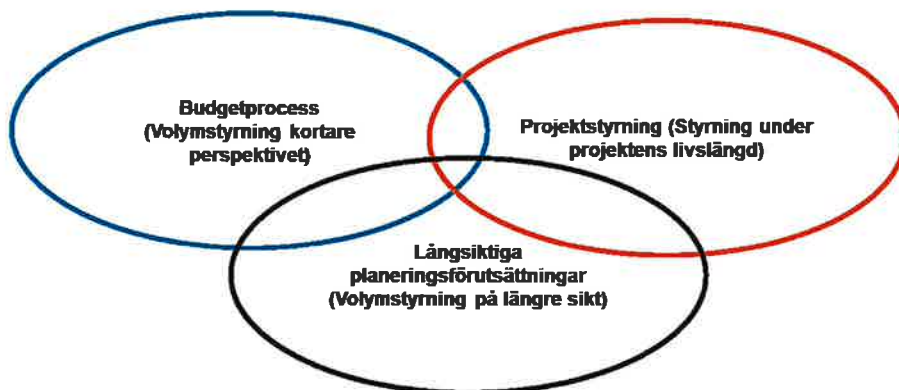 Budgetprocess
(Volymstyrning kortare
perspektivet)
Projektstyrning (Styrning under
projektens livslängd)
Långsiktiga
planeringsförutsättningar
(Volymstyrning på längre sikt)